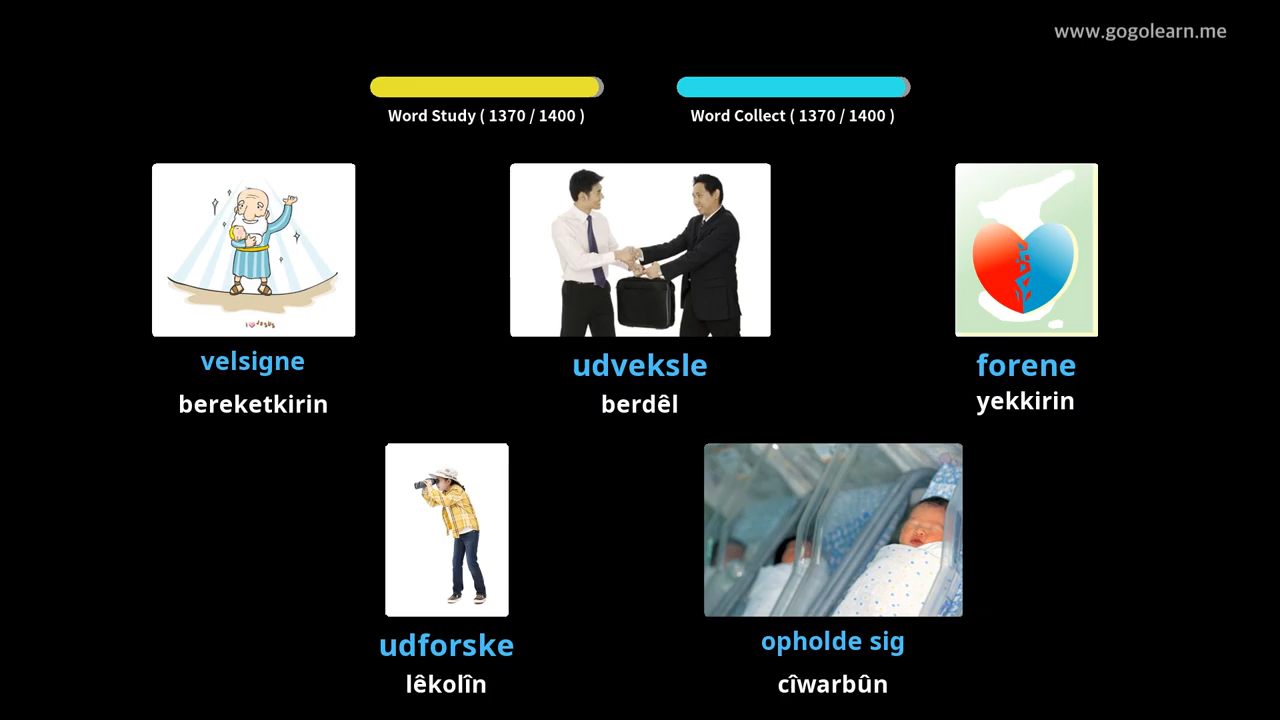 www.gogolearn.me
Word Study ( 1370 / 1400 )
Word Collect ( 1370 / 1400 )
I JESUS
velsigne
udveksle
forene
bereketkirin
berdêl
yekkirin
udforske
opholde sig
lêkolîn
cîwarbûn